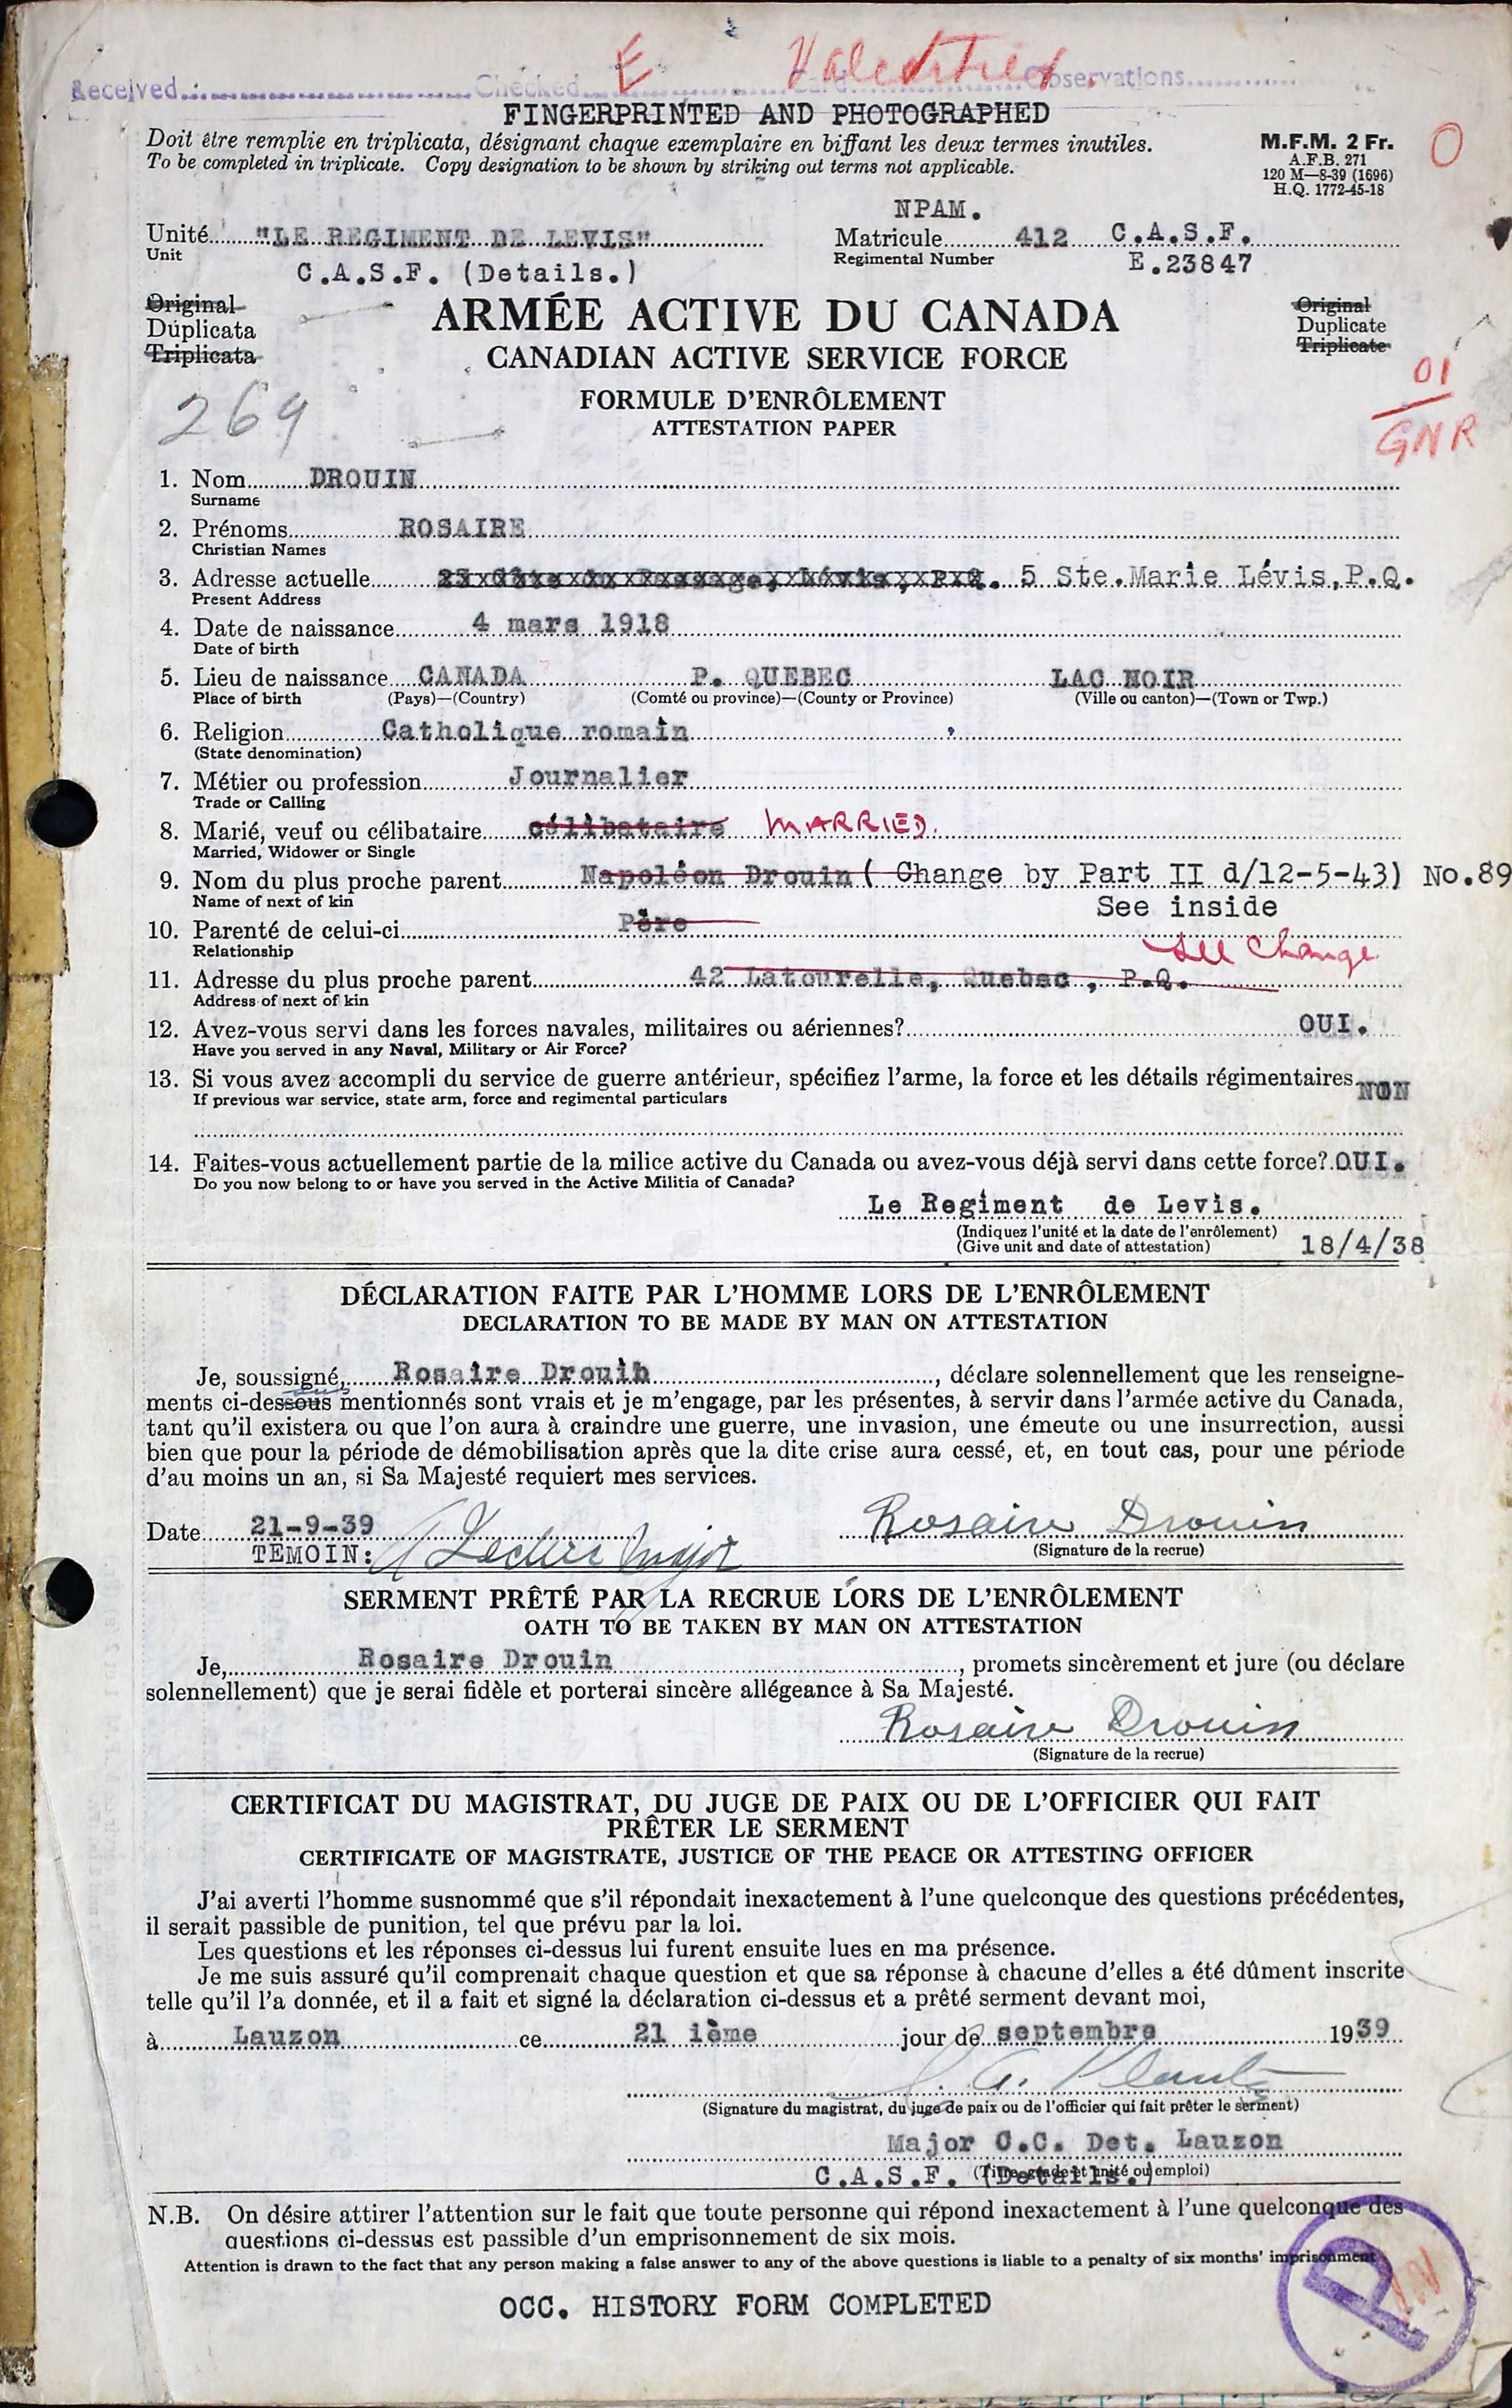 Received Checked Card Observations
E
FINGERPRINTED AND PHOTOGRAPHED
Doit être remplie en triplicata, désignant chaque exemplaire en biffant les deux termes inutiles.
To be completed in triplicate. Copy designation to be shown by striking out terms not applicable.
M.F.M. 2 Fr.
A.F.B. 271
120 M—8-39 (1696)
H.Q. 1772-45-18
O
NPAM.
Unité "LE REGIMENT DE LEVIS" Matricule 412 C.A.S.F.
Unit Regimental Number E.23847
C.A.S.F. (Details.)
Original Original
Duplicata Duplicate
Triplicata Triplicate
ARMÉE ACTIVE DU CANADA
CANADIAN ACTIVE SERVICE FORCE
01
GNR
269
FORMULE D'ENRÔLEMENT
ATTESTATION PAPER
1. Nom DROUIN
Surname
2. Prénoms ROSAIRE
Christian Names
3. Adresse actuelle 5 Ste.Marie Lévis,P.Q.
Present Address
4. Date de naissance 4 mars 1918
Date of birth
5. Lieu de naissance CANADA P. QUEBEC LAC NOIR
Place of birth (Pays)—(Country) (Comté ou province)—(County or Province) (Ville ou canton)—(Town or Twp.)
6. Religion Catholique romain
(State denomination)
7. Métier ou profession Journalier
Trade or Calling
8. Marié, veuf ou célibataire célibataire MARRIED.
Married, Widower or Single
9. Nom du plus proche parent Napoléon Drouin ( Change by Part II d/12-5-43) No.89
Name of next of kin See inside
10. Parenté de celui-ci Père
Relationship See Change
11. Adresse du plus proche parent 42 Latourelle, Quebec , P.Q.
Address of next of kin
12. Avez-vous servi dans les forces navales, militaires ou aériennes? OUI.
Have you served in any Naval, Military or Air Force?
13. Si vous avez accompli du service de guerre antérieur, spécifiez l'arme, la force et les détails régimentaires NON
If previous war service, state arm, force and regimental particulars
14. Faites-vous actuellement partie de la milice active du Canada ou avez-vous déjà servi dans cette force? OUI.
Do you now belong to or have you served in the Active Militia of Canada?
Le Regiment de Levis.
(Indiquez l'unité et la date de l'enrôlement)
(Give unit and date of attestation) 18/4/38
DÉCLARATION FAITE PAR L'HOMME LORS DE L'ENRÔLEMENT
DECLARATION TO BE MADE BY MAN ON ATTESTATION
Je, soussigné, Rosaire Drouin, déclare solennellement que les renseigne-
ments ci-dessous sus mentionnés sont vrais et je m'engage, par les présentes, à servir dans l'armée active du Canada,
tant qu'il existera ou que l'on aura à craindre une guerre, une invasion, une émeute ou une insurrection, aussi
bien que pour la période de démobilisation après que la dite crise aura cessé, et, en tout cas, pour une période
d'au moins un an, si Sa Majesté requiert mes services.
Date 21-9-39 Rosaire Drouin
TEMOIN: Leclerc Major (Signature de la recrue)
SERMENT PRÊTÉ PAR LA RECRUE LORS DE L'ENRÔLEMENT
OATH TO BE TAKEN BY MAN ON ATTESTATION
Je, Rosaire Drouin, promets sincèrement et jure (ou déclare
solennellement) que je serai fidèle et porterai sincère allégeance à Sa Majesté.
Rosaire Drouin
(Signature de la recrue)
CERTIFICAT DU MAGISTRAT, DU JUGE DE PAIX OU DE L'OFFICIER QUI FAIT
PRÊTER LE SERMENT
CERTIFICATE OF MAGISTRATE, JUSTICE OF THE PEACE OR ATTESTING OFFICER
J'ai averti l'homme susnommé que s'il répondait inexactement à l'une quelconque des questions précédentes,
il serait passible de punition, tel que prévu par la loi.
Les questions et les réponses ci-dessus lui furent ensuite lues en ma présence.
Je me suis assuré qu'il comprenait chaque question et que sa réponse à chacune d'elles a été dûment inscrite
telle qu'il l'a donnée, et il a fait et signé la déclaration ci-dessus et a prêté serment devant moi,
à Lauzon ce 21 ième jour de septembre 1939
(Signature du magistrat, du juge de paix ou de l'officier qui fait prêter le serment)
Major O.C. Det. Lauzon
C.A.S.F. (Details.) (Titre, grade et unité ou emploi)
N.B. On désire attirer l'attention sur le fait que toute personne qui répond inexactement à l'une quelconque des
questions ci-dessus est passible d'un emprisonnement de six mois.
Attention is drawn to the fact that any person making a false answer to any of the above questions is liable to a penalty of six months' imprisonment
OCC. HISTORY FORM COMPLETED
P